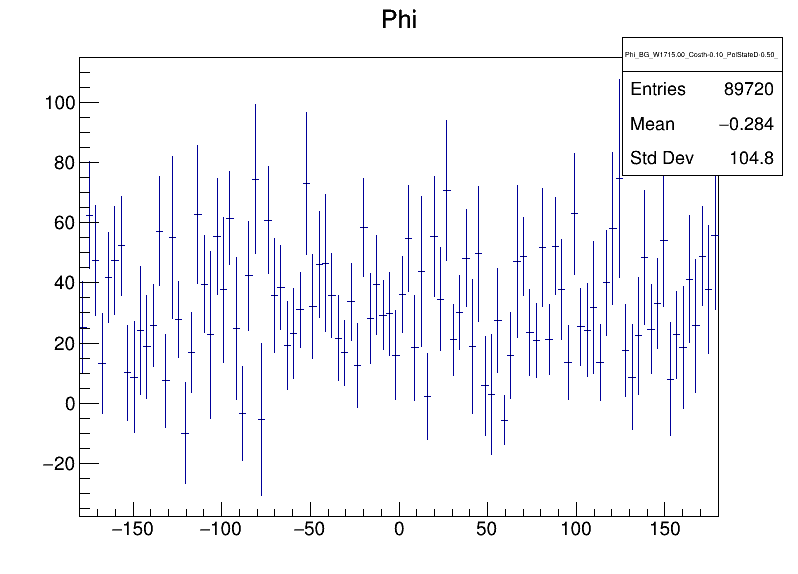 Phi
Phi_BG_W1715.00_Costh-0.10_PolStateD-0.50_
Entries 89720
Mean −0.284
Std Dev 104.8
100
80
60
40
20
0
−20
−150 −100 −50 0 50 100 150